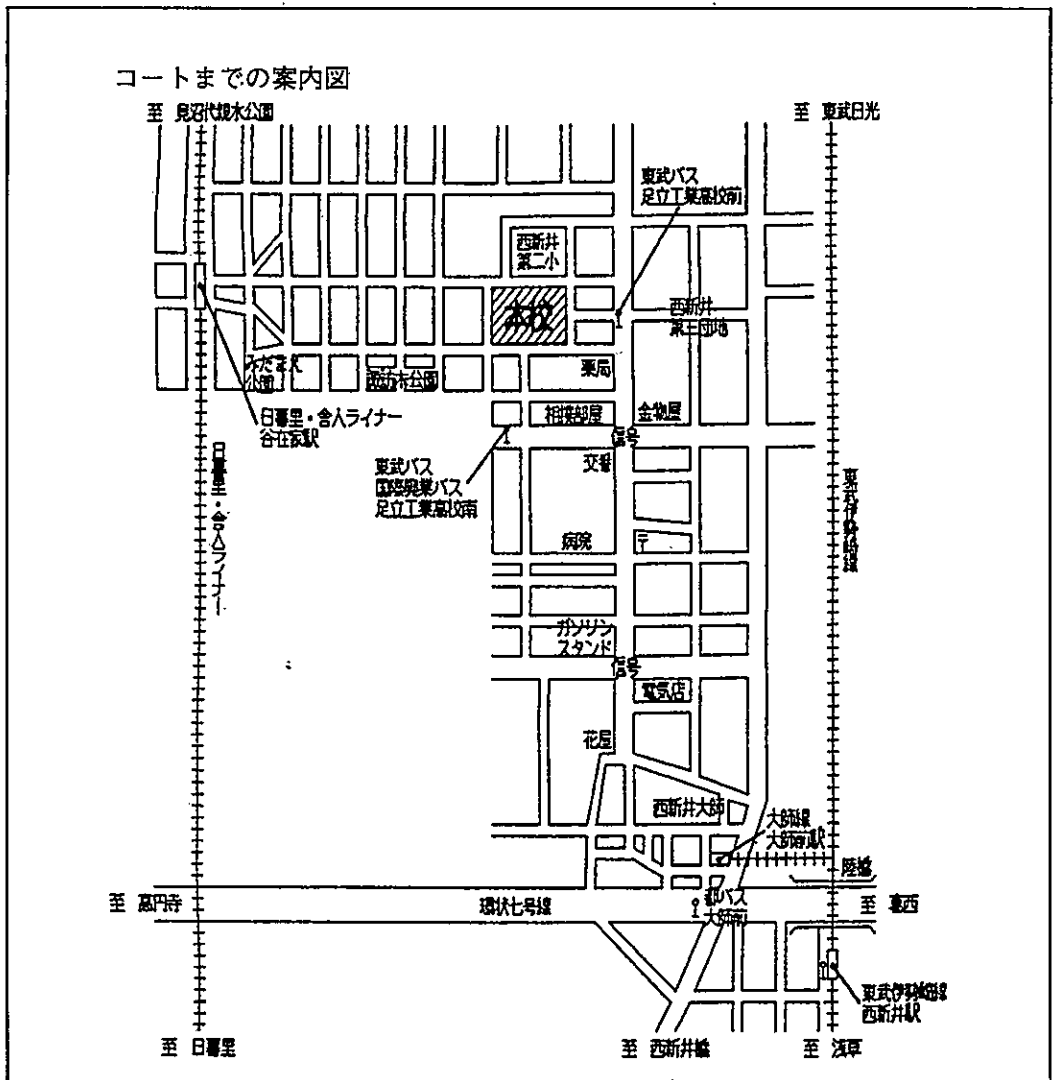 コートまでの案内図
至 見沼代親水公園
至 東武日光
東武バス
足立工業高校前
西新井
第二小
本校
西新井
第三団地
みたまえ
公園
諏訪木公園
薬局
日暮里・舎人ライナー
谷在家駅
相撲部屋
金物屋
信号
交番
東武バス
国際興業バス
足立工業高校南
日暮里・舎人ライナー
東武伊勢崎線
病院
〒
ガソリン
スタンド
信号
電気店
花屋
西新井大師
大師線
大師前駅
陸橋
至 高円寺
環状七号線
都バス
大師前
至 葛西
東武伊勢崎線
西新井駅
至 日暮里
至 西新井橋
至 浅草